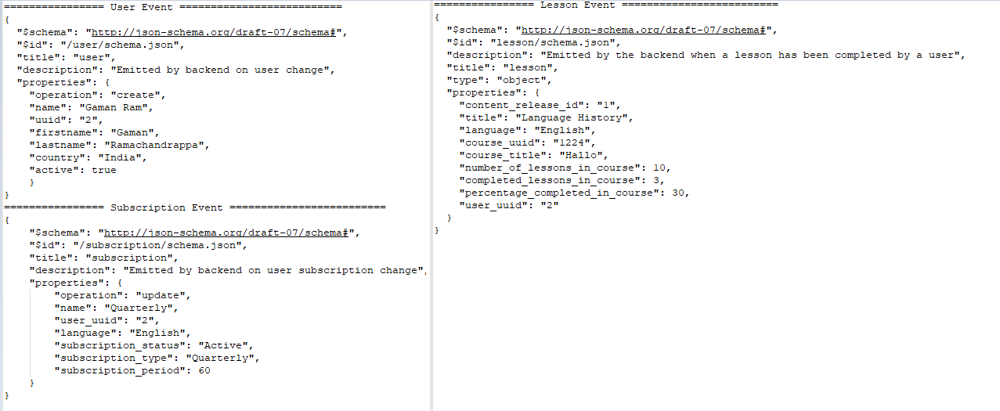 ================ User Event ==========================
{
  "$schema": "http://json-schema.org/draft-07/schema#",
  "$id": "/user/schema.json",
  "title": "user",
  "description": "Emitted by backend on user change",
  "properties": {
    "operation": "create",
    "name": "Gaman Ram",
    "uuid": "2",
    "firstname": "Gaman",
    "lastname": "Ramachandrappa",
    "country": "India",
    "active": true
    }
}
================ Subscription Event =========================
{
    "$schema": "http://json-schema.org/draft-07/schema#",
    "$id": "/subscription/schema.json",
    "title": "subscription",
    "description": "Emitted by backend on user subscription change",
    "properties": {
        "operation": "update",
        "name": "Quarterly",
        "user_uuid": "2",
        "language": "English",
        "subscription_status": "Active",
        "subscription_type": "Quarterly",
        "subscription_period": 60
    }
}
================ Lesson Event =========================
{
  "$schema": "http://json-schema.org/draft-07/schema#",
  "$id": "lesson/schema.json",
  "description": "Emitted by the backend when a lesson has been completed by a user",
  "title": "lesson",
  "type": "object",
  "properties": {
    "content_release_id": "1",
    "title": "Language History",
    "language": "English",
    "course_uuid": "1224",
    "course_title": "Hallo",
    "number_of_lessons_in_course": 10,
    "completed_lessons_in_course": 3,
    "percentage_completed_in_course": 30,
    "user_uuid": "2"
  }
}